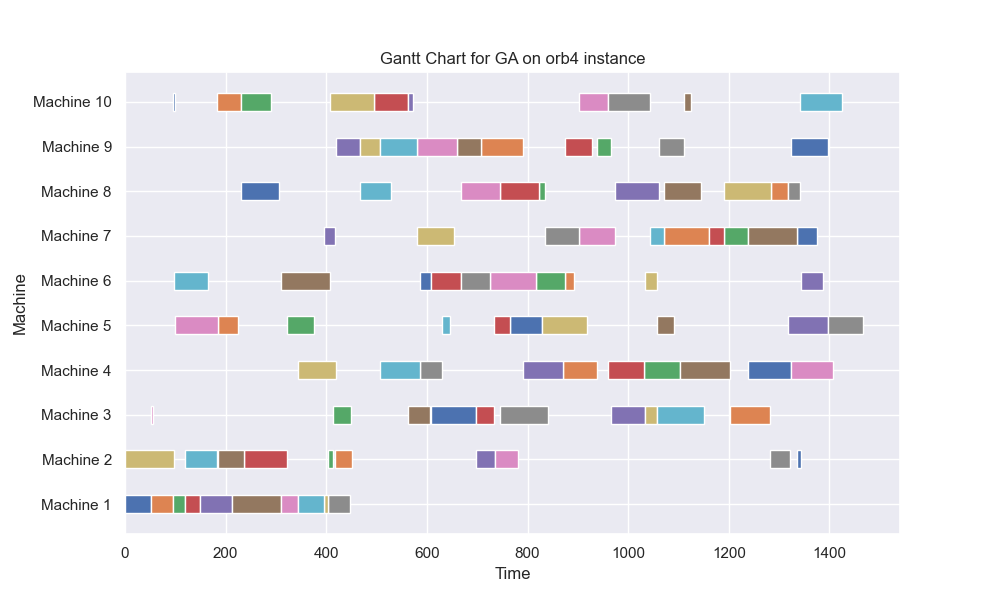 Gantt Chart for GA on orb4 instance
Machine
Machine 10
Machine 9
Machine 8
Machine 7
Machine 6
Machine 5
Machine 4
Machine 3
Machine 2
Machine 1
0 200 400 600 800 1000 1200 1400
Time